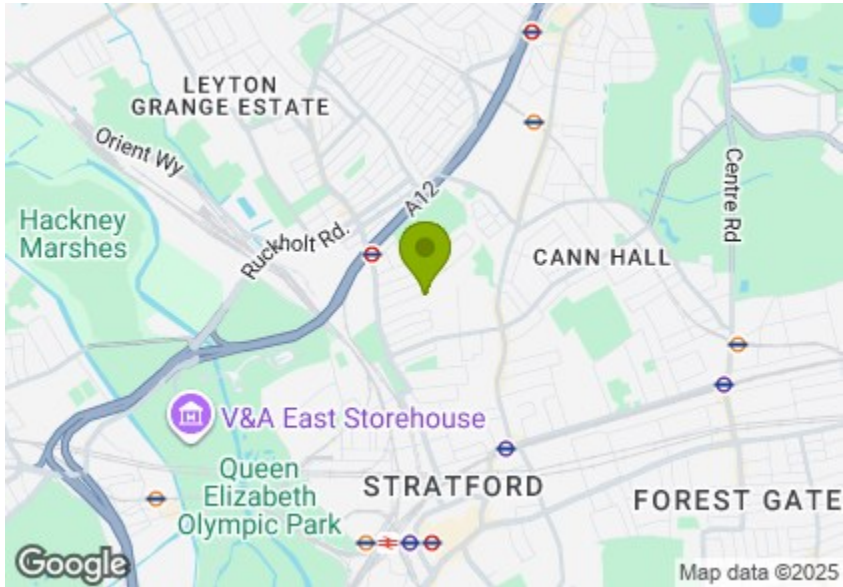 LEYTON
GRANGE ESTATE
Orient Wy
A12
Centre Rd
Hackney
Marshes
Ruckholt Rd.
CANN HALL
V&A East Storehouse
Queen
Elizabeth
Olympic Park
STRATFORD
FOREST GATE
Google
Map data ©2025